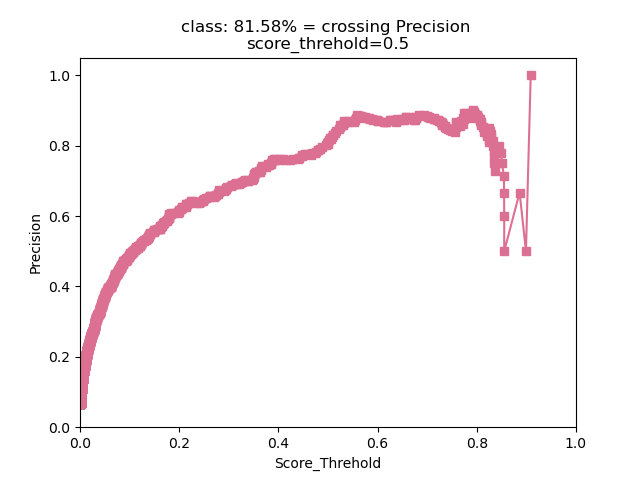 class: 81.58% = crossing Precision
score_threhold=0.5
1.0
0.8
0.6
0.4
0.2
0.0
Precision
0.0 0.2 0.4 0.6 0.8 1.0
Score_Threhold